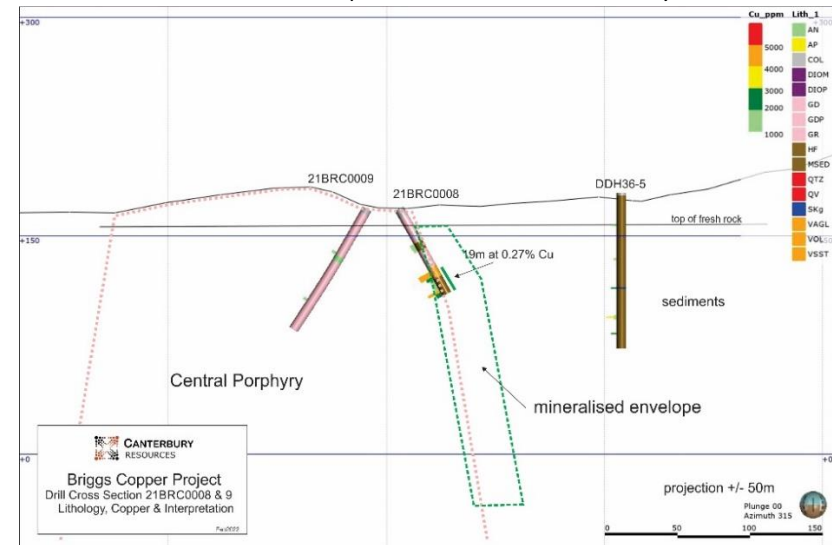 +300
Cu_ppm
5000
4000
3000
2000
1000
Lith_1
AN
AP
COL
DIOM
DIOP
GD
GDP
GR
HF
MSED
QTZ
QV
SKg
VAGL
VOL
VSST
21BRC0009
21BRC0008
DDH36-5
top of fresh rock
+150
19m at 0.27% Cu
sediments
Central Porphyry
mineralised envelope
CANTERBURY
RESOURCES
Briggs Copper Project
Drill Cross Section 21BRC0008 & 9
Lithology, Copper & Interpretation
+0
+0
projection +/- 50m
Plunge 00
Azimuth 315
0
50
100
150